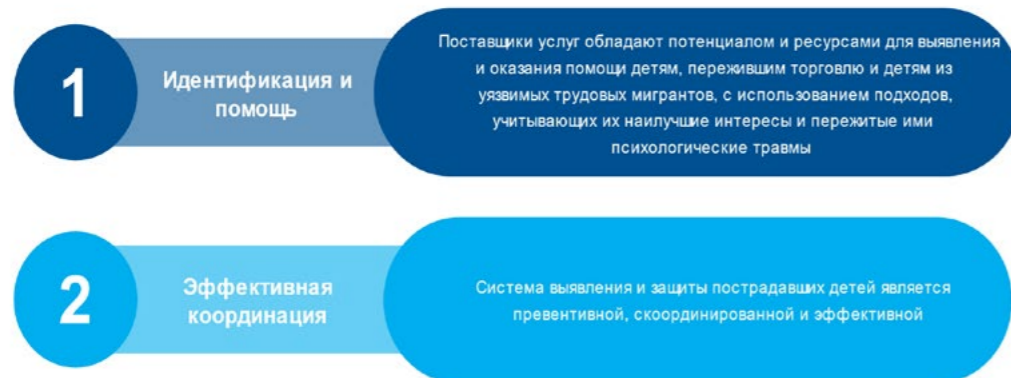 1
Идентификация и
помощь
Поставщики услуг обладают потенциалом и ресурсами для выявления
и оказания помощи детям, пережившим торговлю и детям из
уязвимых трудовых мигрантов, с использованием подходов,
учитывающих их наилучшие интересы и пережитые ими
психологические травмы
2
Эффективная
координация
Система выявления и защиты пострадавших детей является
превентивной, скоординированной и эффективной